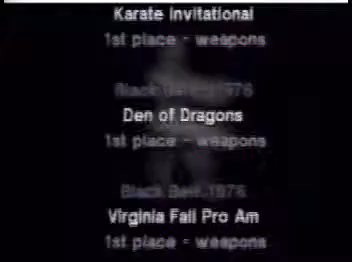 Karate Invitational
1st place - weapons
Black Belt 1976
Den of Dragons
1st place - weapons
Black Belt 1976
Virginia Fall Pro Am
1st place - weapons